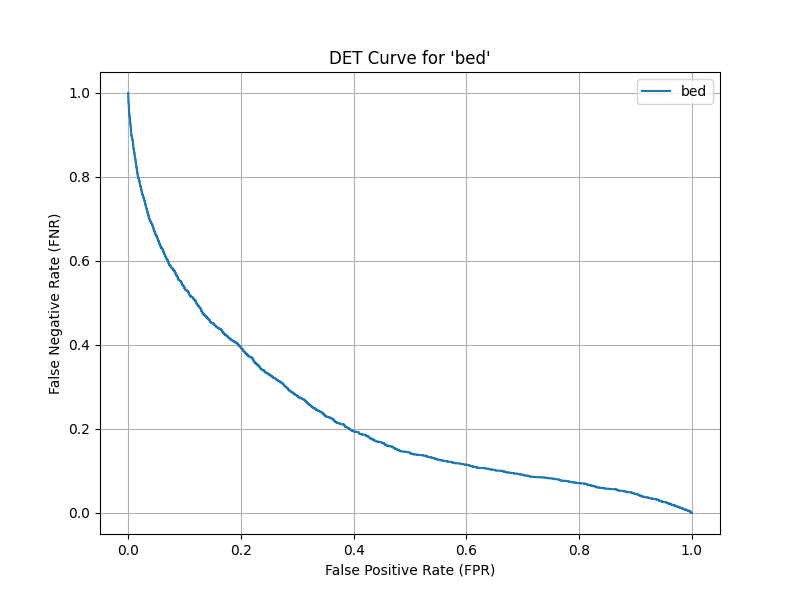 DET Curve for 'bed'
bed
1.0
0.8
0.6
0.4
0.2
0.0
False Negative Rate (FNR)
0.0 0.2 0.4 0.6 0.8 1.0
False Positive Rate (FPR)